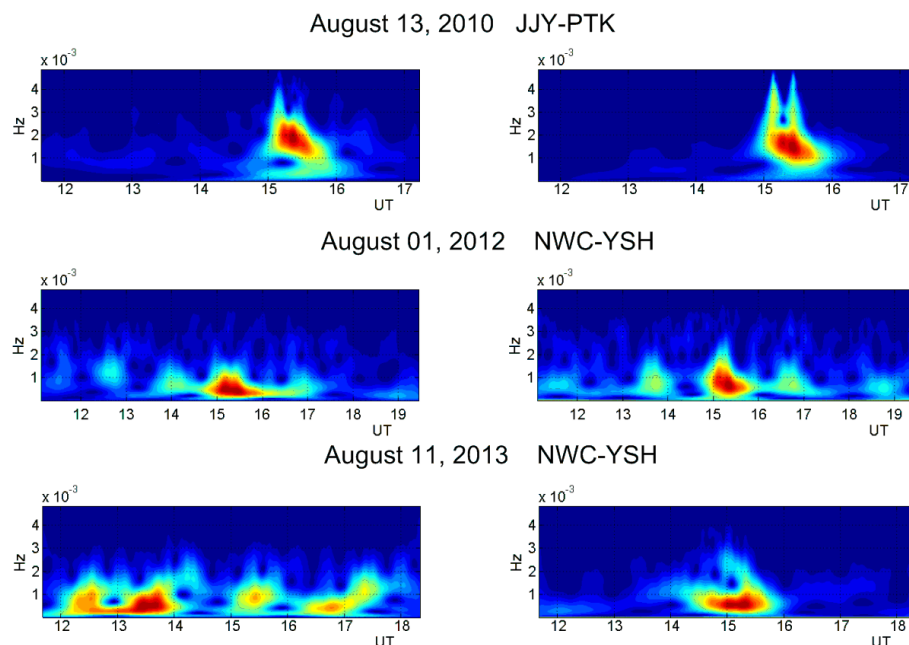 August 13, 2010 JJY-PTK
x 10⁻³ x 10⁻³
4 4
3 3
Hz Hz
2 2
1 1
12 13 14 15 16 17 12 13 14 15 16 17
UT UT
August 01, 2012 NWC-YSH
x 10⁻³ x 10⁻³
4 4
3 3
Hz Hz
2 2
1 1
12 13 14 15 16 17 18 19 12 13 14 15 16 17 18 19
UT UT
August 11, 2013 NWC-YSH
x 10⁻³ x 10⁻³
4 4
3 3
Hz Hz
2 2
1 1
12 13 14 15 16 17 18 12 13 14 15 16 17 18
UT UT